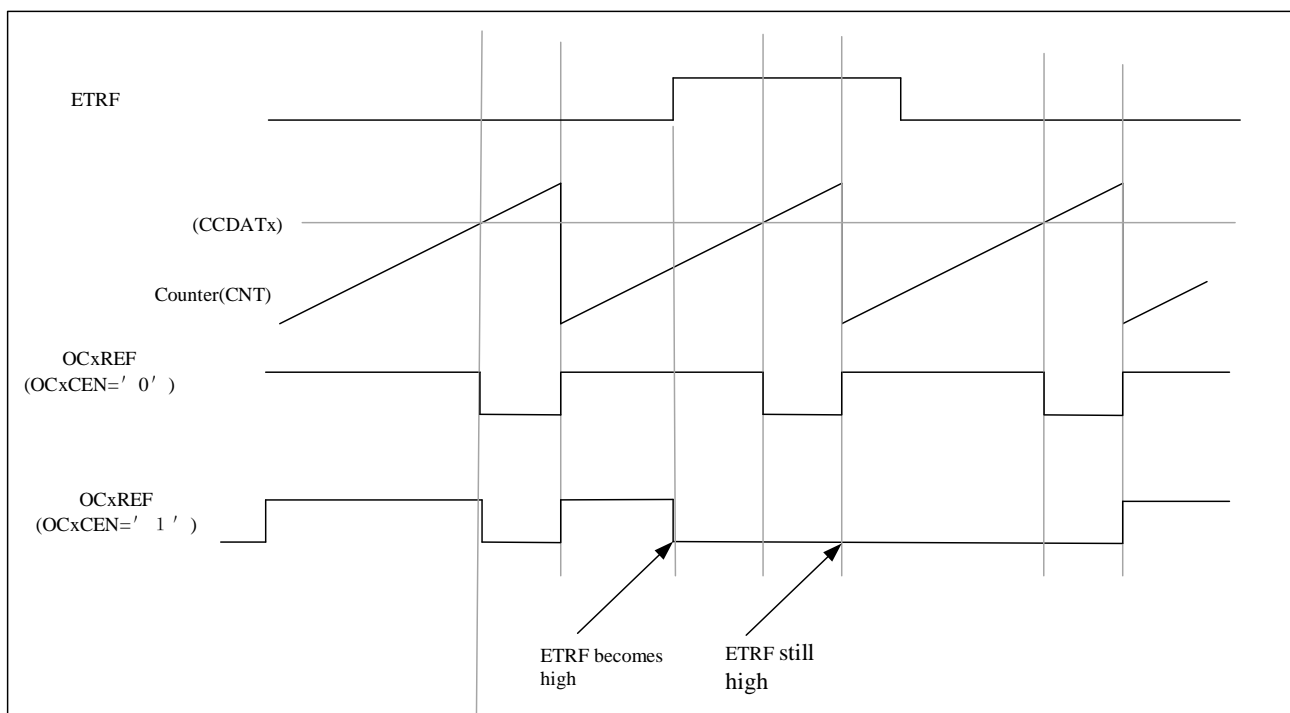 ETRF
(CCDATx)
Counter(CNT)
OCxREF
(OCxCEN=′ 0′ )
OCxREF
(OCxCEN=′ 1 ′ )
ETRF becomes
high
ETRF still
high